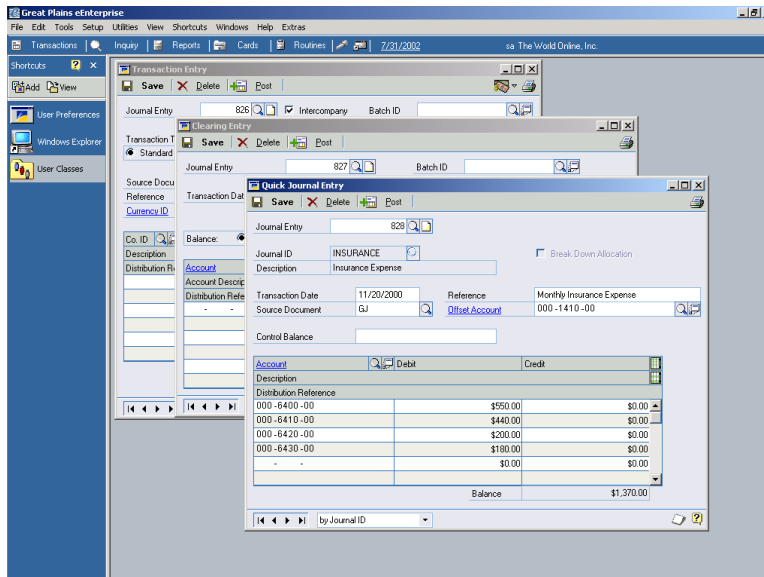 Great Plains eEnterprise
File Edit Tools Setup Utilities View Shortcuts Windows Help Extras
Transactions Inquiry Reports Cards Routines 7/31/2002 sa The World Online, Inc.
Shortcuts
Add View
User Preferences
Windows Explorer
User Classes
Transaction Entry
Save Delete Post
Journal Entry 826 Intercompany Batch ID
Transaction T
Standard
Source Docu
Reference
Currency ID
Co. ID
Description
Distribution R
Clearing Entry
Save Delete Post
Journal Entry 827 Batch ID
Transaction Dat
Balance:
Account
Account Descrip
Distribution Refe
- -
Quick Journal Entry
Save Delete Post
Journal Entry 828
Journal ID INSURANCE Break Down Allocation
Description Insurance Expense
Transaction Date 11/20/2000 Reference Monthly Insurance Expense
Source Document GJ Offset Account 000 -1410 -00
Control Balance
Account Debit Credit
Description
Distribution Reference
000 -6400 -00 $550.00 $0.00
000 -6410 -00 $440.00 $0.00
000 -6420 -00 $200.00 $0.00
000 -6430 -00 $180.00 $0.00
- - $0.00 $0.00
Balance $1,370.00
by Journal ID